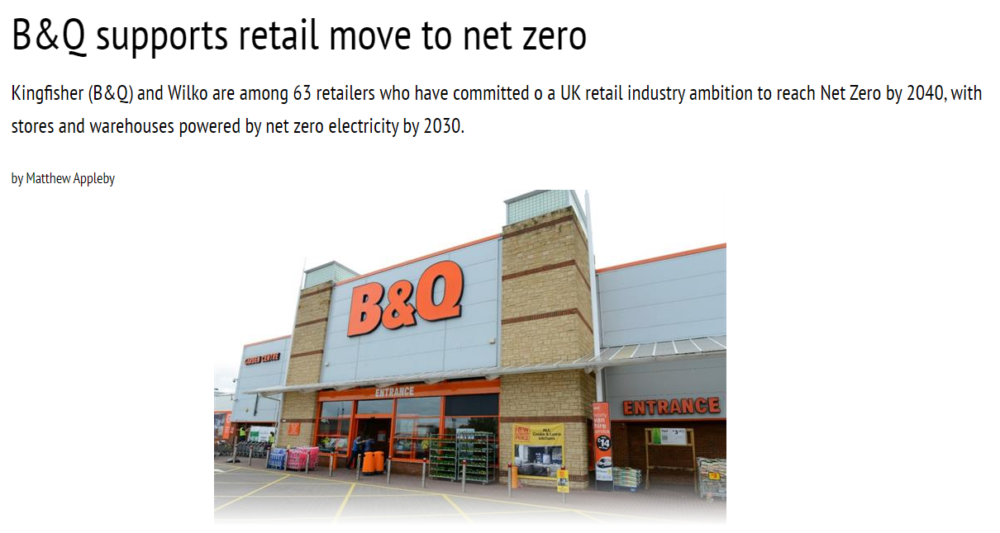 B&Q supports retail move to net zero
Kingfisher (B&Q) and Wilko are among 63 retailers who have committed o a UK retail industry ambition to reach Net Zero by 2040, with
stores and warehouses powered by net zero electricity by 2030.
by Matthew Appleby
B&Q
GARDEN CENTRE
ENTRANCE
ENTRANCE
NEW
ALL
van
hire
£14